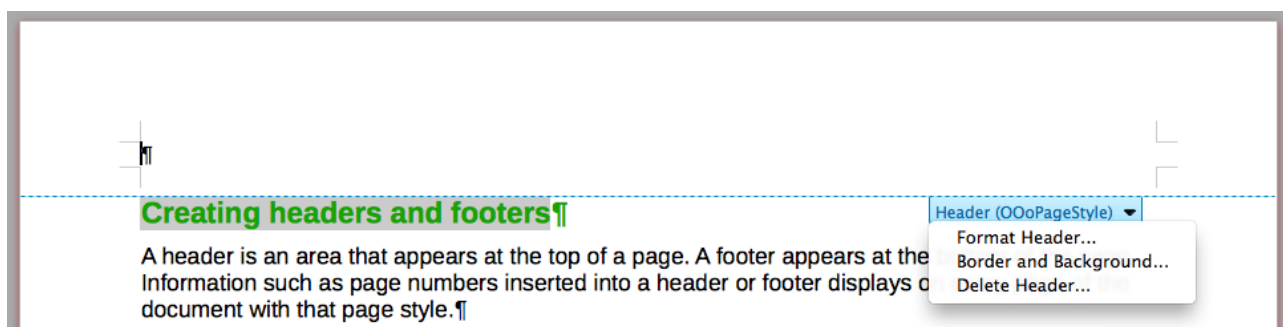 ¶
Creating headers and footers¶
Header (OOoPageStyle)
Format Header...
Border and Background...
Delete Header...
A header is an area that appears at the top of a page. A footer appears at the
Information such as page numbers inserted into a header or footer displays
document with that page style.¶